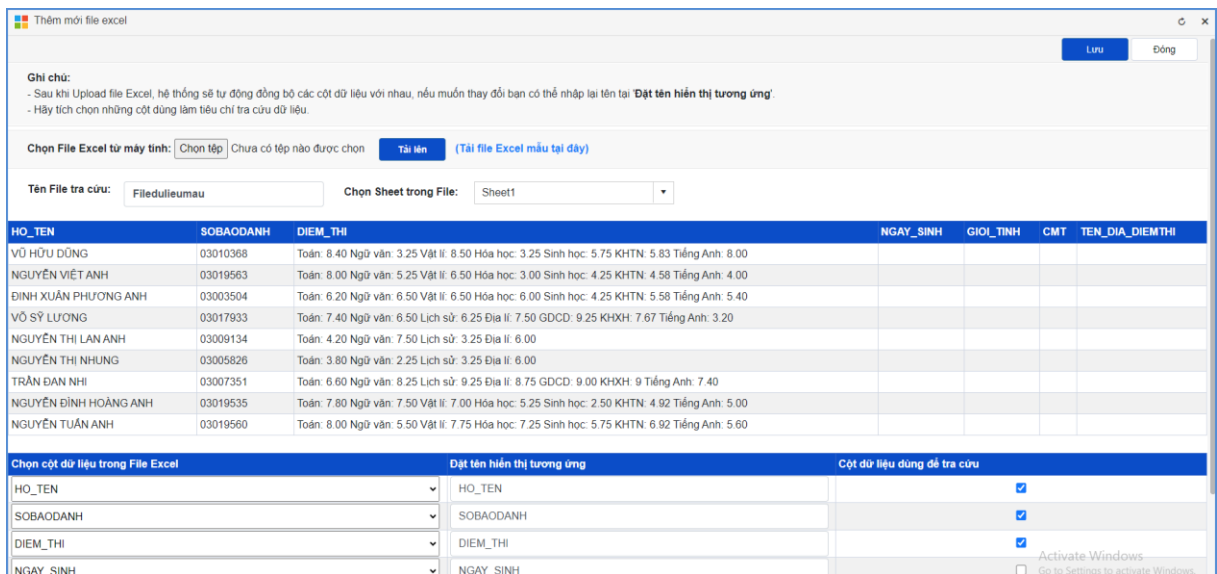 Thêm mới file excel
Lưu Đóng
Ghi chú:
- Sau khi Upload file Excel, hệ thống sẽ tự động đồng bộ các cột dữ liệu với nhau, nếu muốn thay đổi bạn có thể nhập lại tên tại 'Đặt tên hiển thị tương ứng'.
- Hãy tích chọn những cột dùng làm tiêu chí tra cứu dữ liệu.
Chọn File Excel từ máy tính: Chọn tệp Chưa có tệp nào được chọn Tải lên (Tải file Excel mẫu tại đây)
Tên File tra cứu: Filedulieumau Chọn Sheet trong File: Sheet1
HO_TEN SOBAODANH DIEM_THI NGAY_SINH GIOI_TINH CMT TEN_DIA_DIEMTHI
VŨ HỮU DŨNG 03010368 Toán: 8.40 Ngữ văn: 3.25 Vật lí: 8.50 Hóa học: 3.25 Sinh học: 5.75 KHTN: 5.83 Tiếng Anh: 8.00
NGUYỄN VIỆT ANH 03019563 Toán: 8.00 Ngữ văn: 5.25 Vật lí: 6.50 Hóa học: 3.00 Sinh học: 4.25 KHTN: 4.58 Tiếng Anh: 4.00
ĐINH XUÂN PHƯƠNG ANH 03003504 Toán: 6.20 Ngữ văn: 6.50 Vật lí: 6.50 Hóa học: 6.00 Sinh học: 4.25 KHTN: 5.58 Tiếng Anh: 5.40
VÕ SỸ LƯƠNG 03017933 Toán: 7.40 Ngữ văn: 6.50 Lịch sử: 6.25 Địa lí: 7.50 GDCD: 9.25 KHXH: 7.67 Tiếng Anh: 3.20
NGUYỄN THỊ LAN ANH 03009134 Toán: 4.20 Ngữ văn: 7.50 Lịch sử: 3.25 Địa lí: 6.00
NGUYỄN THỊ NHUNG 03005826 Toán: 3.80 Ngữ văn: 2.25 Lịch sử: 3.25 Địa lí: 6.00
TRẦN ĐAN NHI 03007351 Toán: 6.60 Ngữ văn: 8.25 Lịch sử: 9.25 Địa lí: 8.75 GDCD: 9.00 KHXH: 9 Tiếng Anh: 7.40
NGUYỄN ĐÌNH HOÀNG ANH 03019535 Toán: 7.80 Ngữ văn: 7.50 Vật lí: 7.00 Hóa học: 5.25 Sinh học: 2.50 KHTN: 4.92 Tiếng Anh: 5.00
NGUYỄN TUẤN ANH 03019560 Toán: 8.00 Ngữ văn: 5.50 Vật lí: 7.75 Hóa học: 7.25 Sinh học: 5.75 KHTN: 6.92 Tiếng Anh: 5.60
Chọn cột dữ liệu trong File Excel Đặt tên hiển thị tương ứng Cột dữ liệu dùng để tra cứu
HO_TEN HO_TEN
SOBAODANH SOBAODANH
DIEM_THI DIEM_THI
Activate Windows
NGAY_SINH NGAY_SINH Go to Settings to activate Windows.